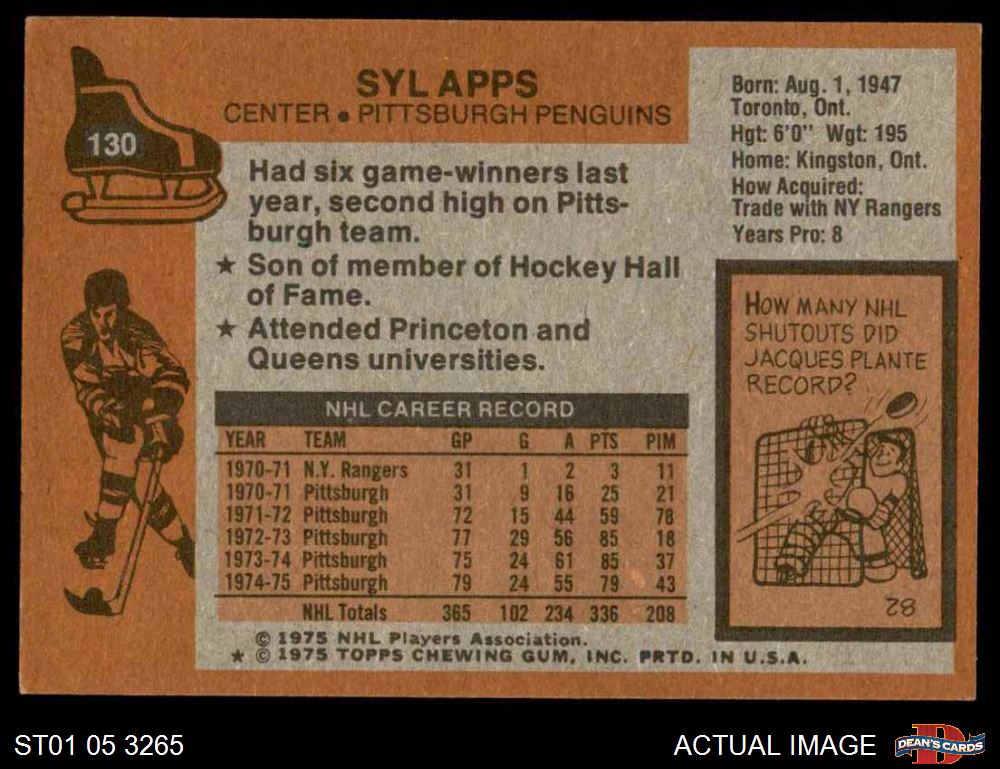 SYL APPS
CENTER • PITTSBURGH PENGUINS
130
Had six game-winners last
year, second high on Pitts-
burgh team.
★ Son of member of Hockey Hall
of Fame.
★ Attended Princeton and
Queens universities.
Born: Aug. 1, 1947
Toronto, Ont.
Hgt: 6'0" Wgt: 195
Home: Kingston, Ont.
How Acquired:
Trade with NY Rangers
Years Pro: 8
HOW MANY NHL
SHUTOUTS DID
JACQUES PLANTE
RECORD?
82
NHL CAREER RECORD
YEAR TEAM GP G A PTS PIM
1970-71 N.Y. Rangers 31 1 2 3 11
1970-71 Pittsburgh 31 9 16 25 21
1971-72 Pittsburgh 72 15 44 59 78
1972-73 Pittsburgh 77 29 56 85 18
1973-74 Pittsburgh 75 24 61 85 37
1974-75 Pittsburgh 79 24 55 79 43
NHL Totals 365 102 234 336 208
© 1975 NHL Players Association.
★ © 1975 TOPPS CHEWING GUM, INC. PRTD. IN U.S.A.
ST01 05 3265
ACTUAL IMAGE
D
DEAN'S CARDS